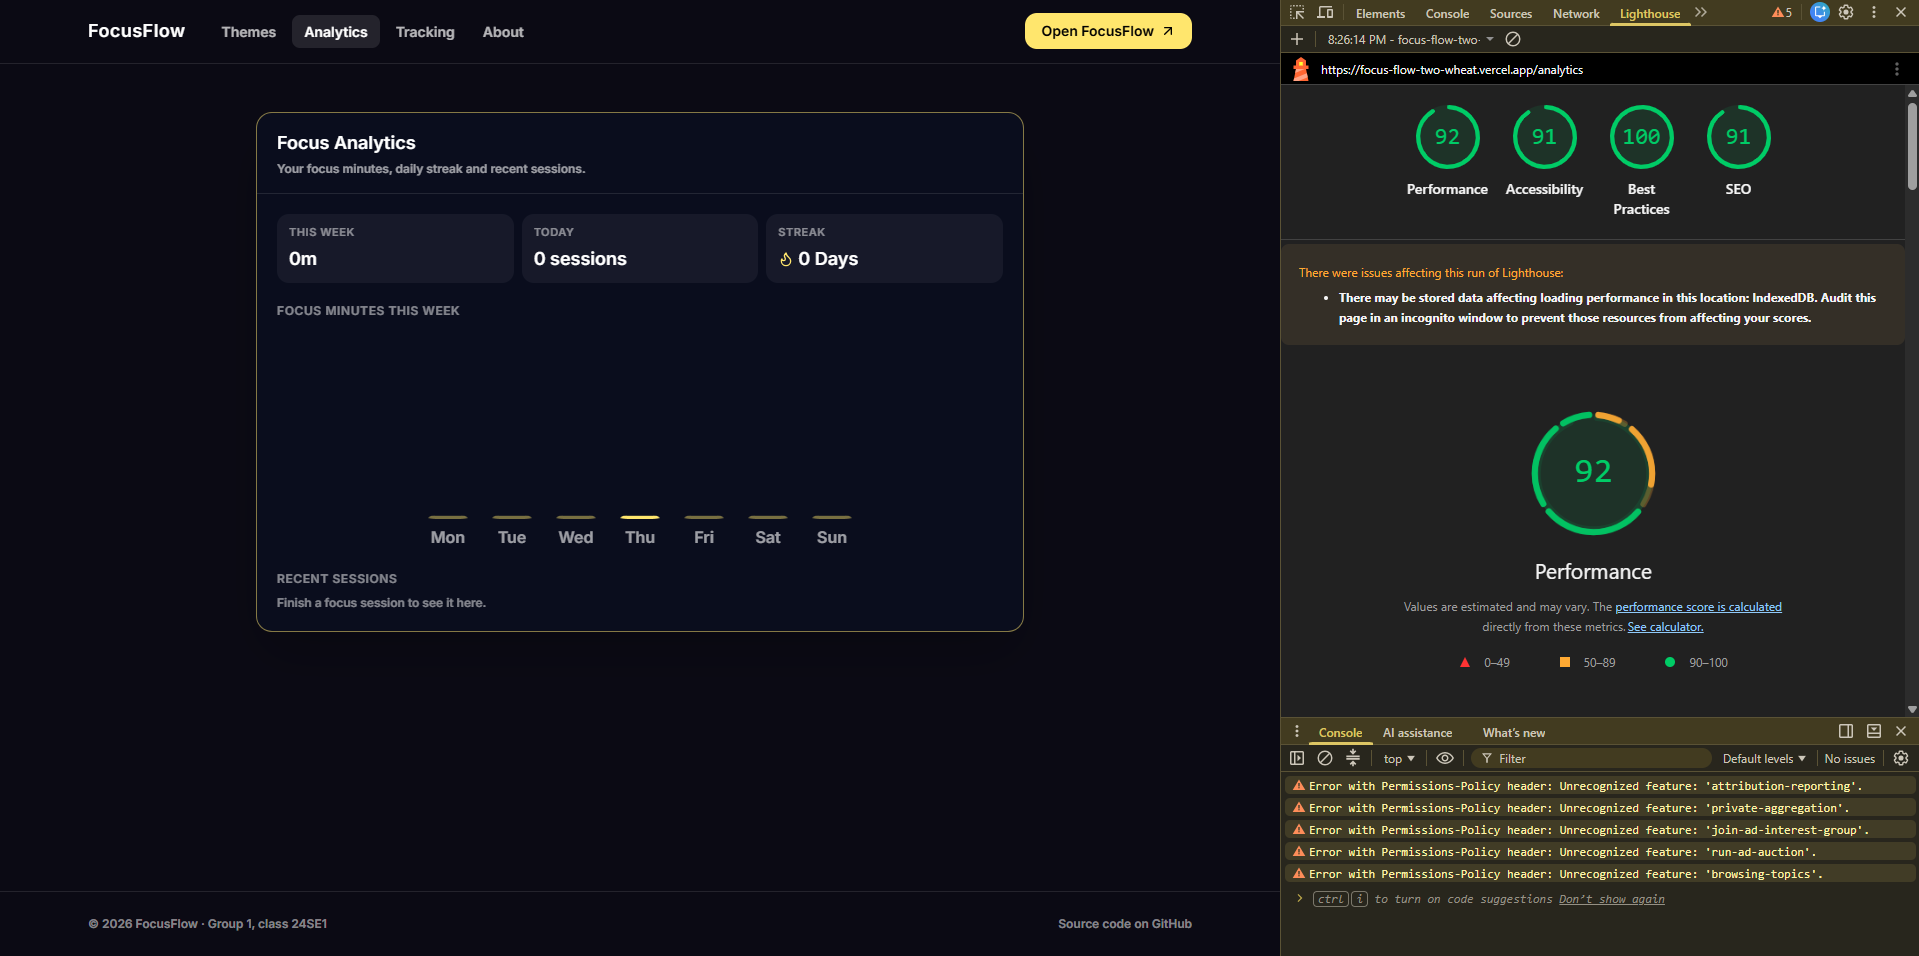 FocusFlow
Themes
Analytics
Tracking
About
Open FocusFlow
Focus Analytics
Your focus minutes, daily streak and recent sessions.
THIS WEEK
0m
TODAY
0 sessions
STREAK
0 Days
FOCUS MINUTES THIS WEEK
Mon Tue Wed Thu Fri Sat Sun
RECENT SESSIONS
Finish a focus session to see it here.
© 2026 FocusFlow · Group 1, class 24SE1
Source code on GitHub
Elements Console Sources Network Lighthouse 5
8:26:14 PM - focus-flow-two-
https://focus-flow-two-wheat.vercel.app/analytics
92 91 100 91
Performance Accessibility Best SEO
Practices
There were issues affecting this run of Lighthouse:
There may be stored data affecting loading performance in this location: IndexedDB. Audit this
page in an incognito window to prevent those resources from affecting your scores.
92
Performance
Values are estimated and may vary. The performance score is calculated
directly from these metrics. See calculator.
0–49 50–89 90–100
Console AI assistance What's new
top Filter Default levels No issues
Error with Permissions-Policy header: Unrecognized feature: 'attribution-reporting'.
Error with Permissions-Policy header: Unrecognized feature: 'private-aggregation'.
Error with Permissions-Policy header: Unrecognized feature: 'join-ad-interest-group'.
Error with Permissions-Policy header: Unrecognized feature: 'run-ad-auction'.
Error with Permissions-Policy header: Unrecognized feature: 'browsing-topics'.
ctrl i to turn on code suggestions Don't show again